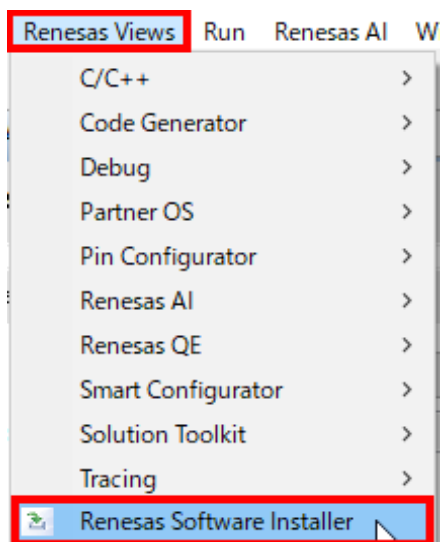 Renesas Views Run Renesas AI W
C/C++ >
Code Generator >
Debug >
Partner OS >
Pin Configurator >
Renesas AI >
Renesas QE >
Smart Configurator >
Solution Toolkit >
Tracing >
Renesas Software Installer